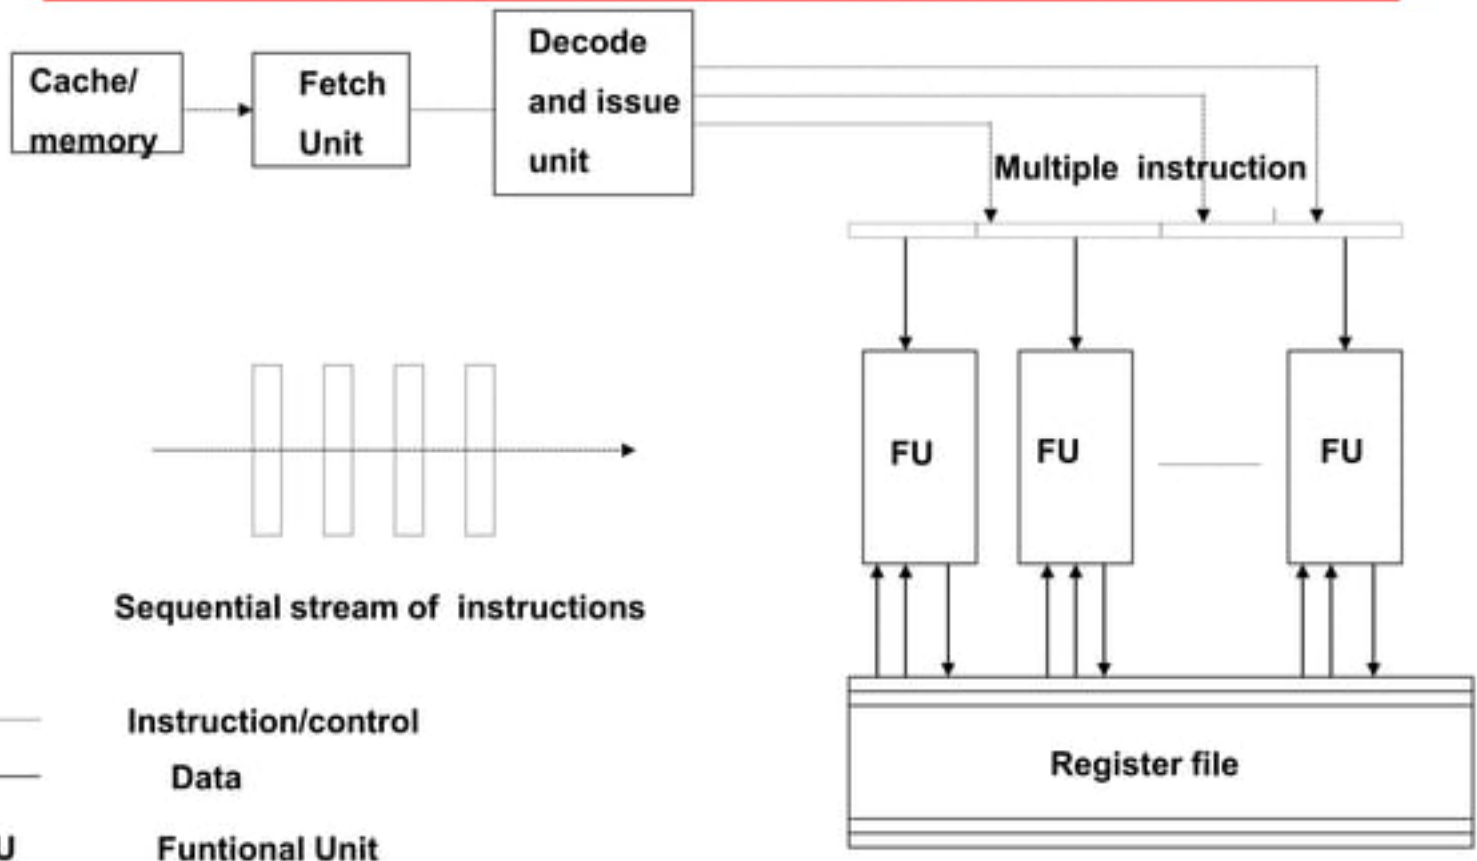 Cache/
memory
Fetch
Unit
Decode
and issue
unit
Multiple instruction
FU
FU
FU
Sequential stream of instructions
Instruction/control
Data
U
Funtional Unit
Register file